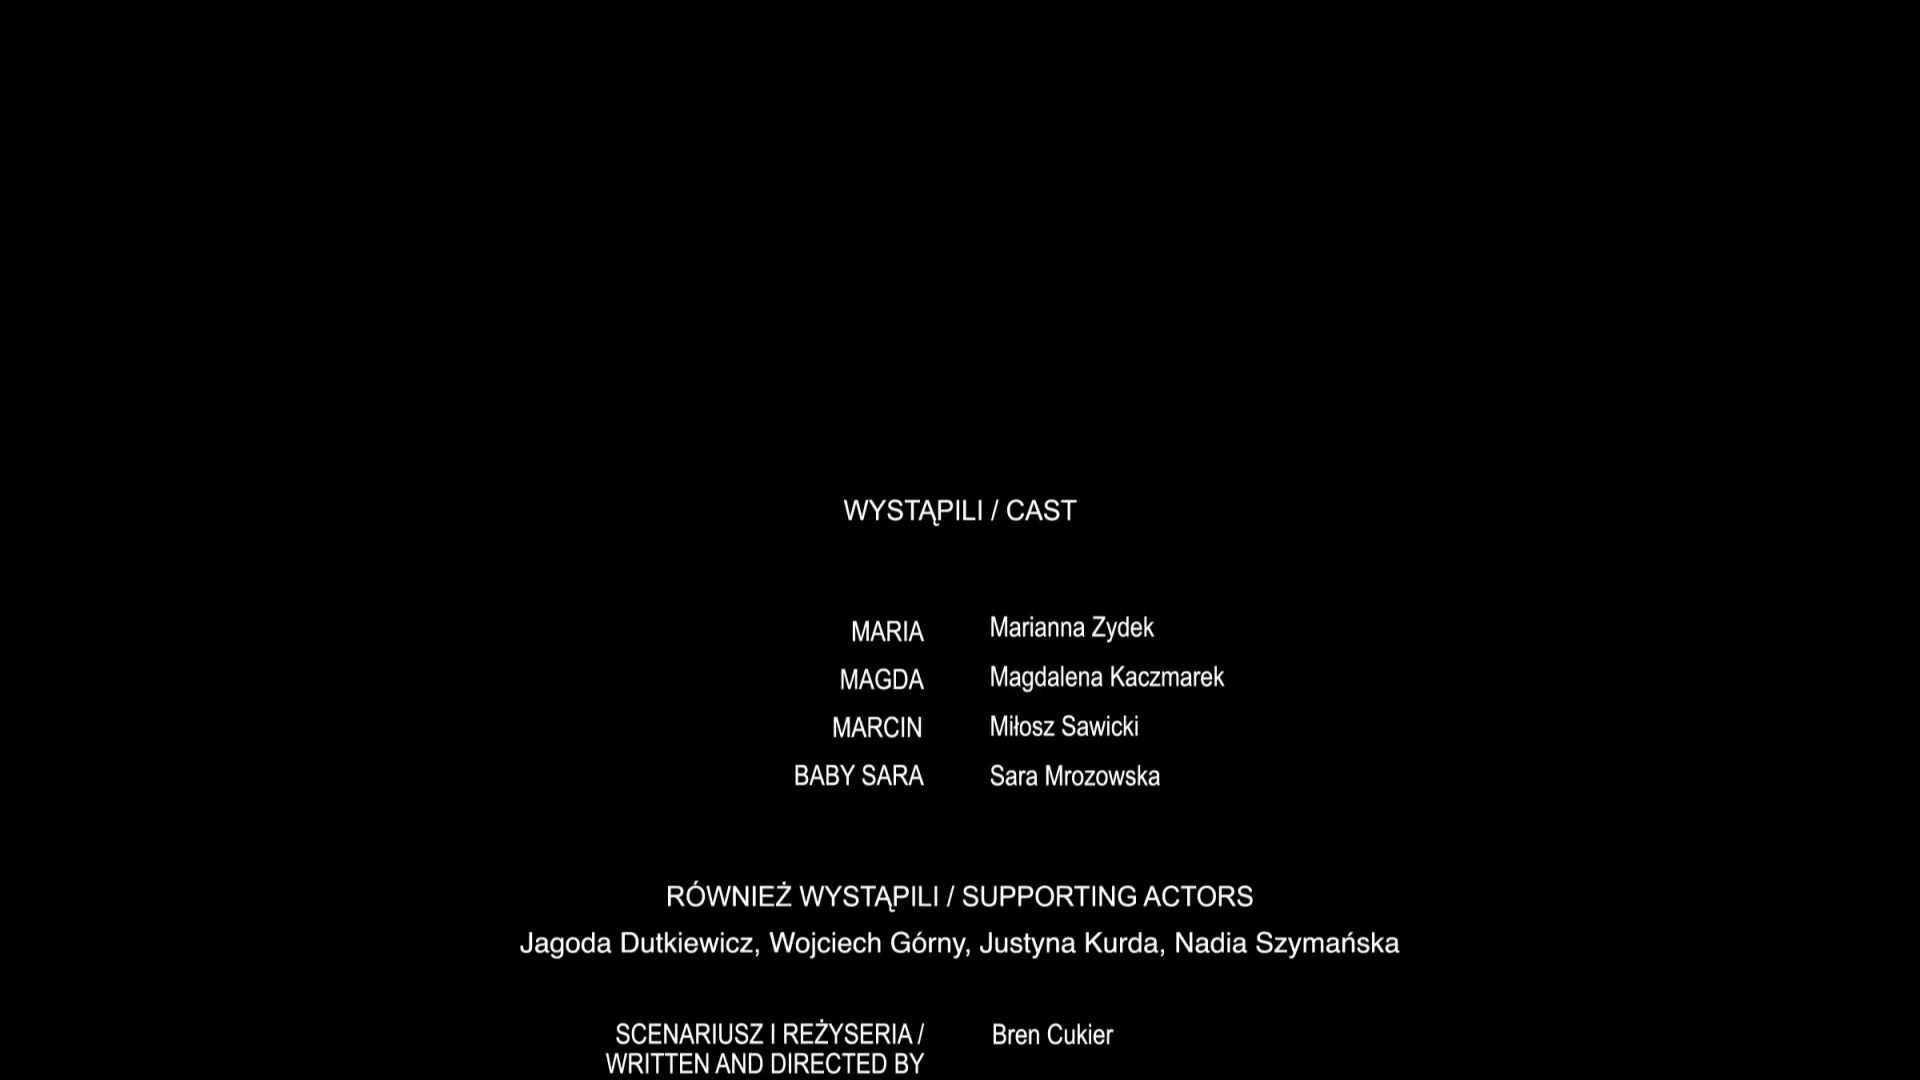 WYSTĄPILI / CAST
MARIA Marianna Zydek
MAGDA Magdalena Kaczmarek
MARCIN Miłosz Sawicki
BABY SARA Sara Mrozowska
RÓWNIEŻ WYSTĄPILI / SUPPORTING ACTORS
Jagoda Dutkiewicz, Wojciech Górny, Justyna Kurda, Nadia Szymańska
SCENARIUSZ I REŻYSERIA / Bren Cukier
WRITTEN AND DIRECTED BY